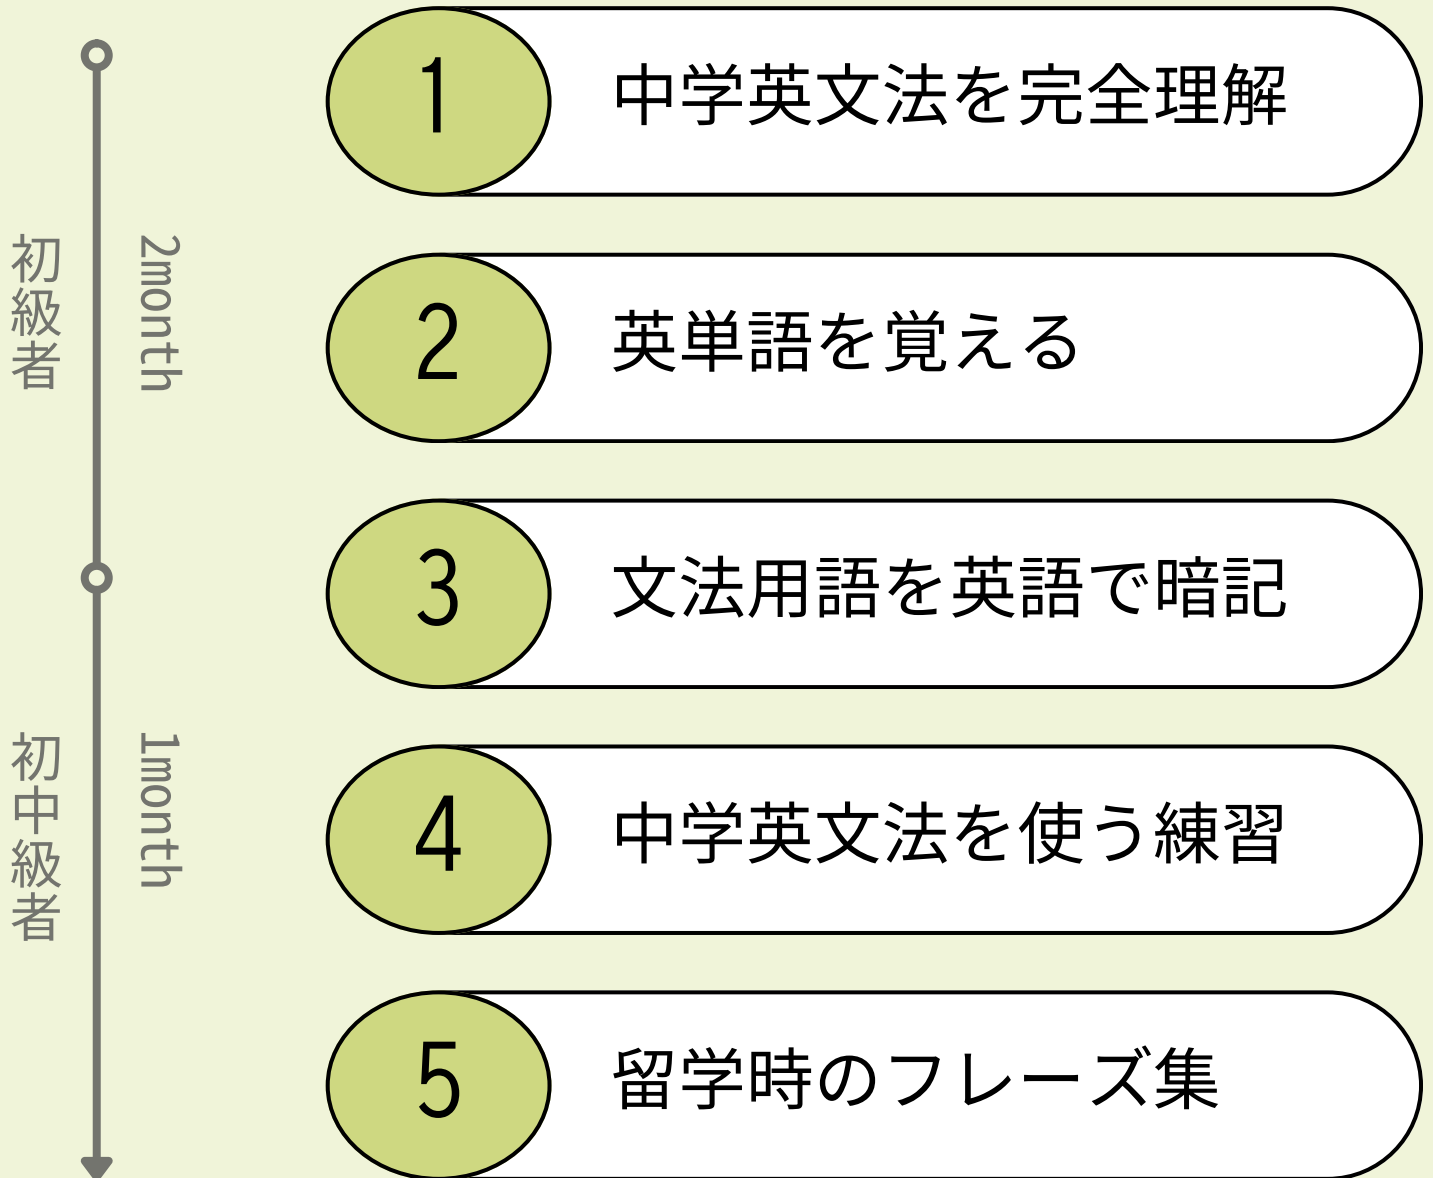 初級者
2month
初中級者
1month
1
中学英文法を完全理解
2
英単語を覚える
3
文法用語を英語で暗記
4
中学英文法を使う練習
5
留学時のフレーズ集